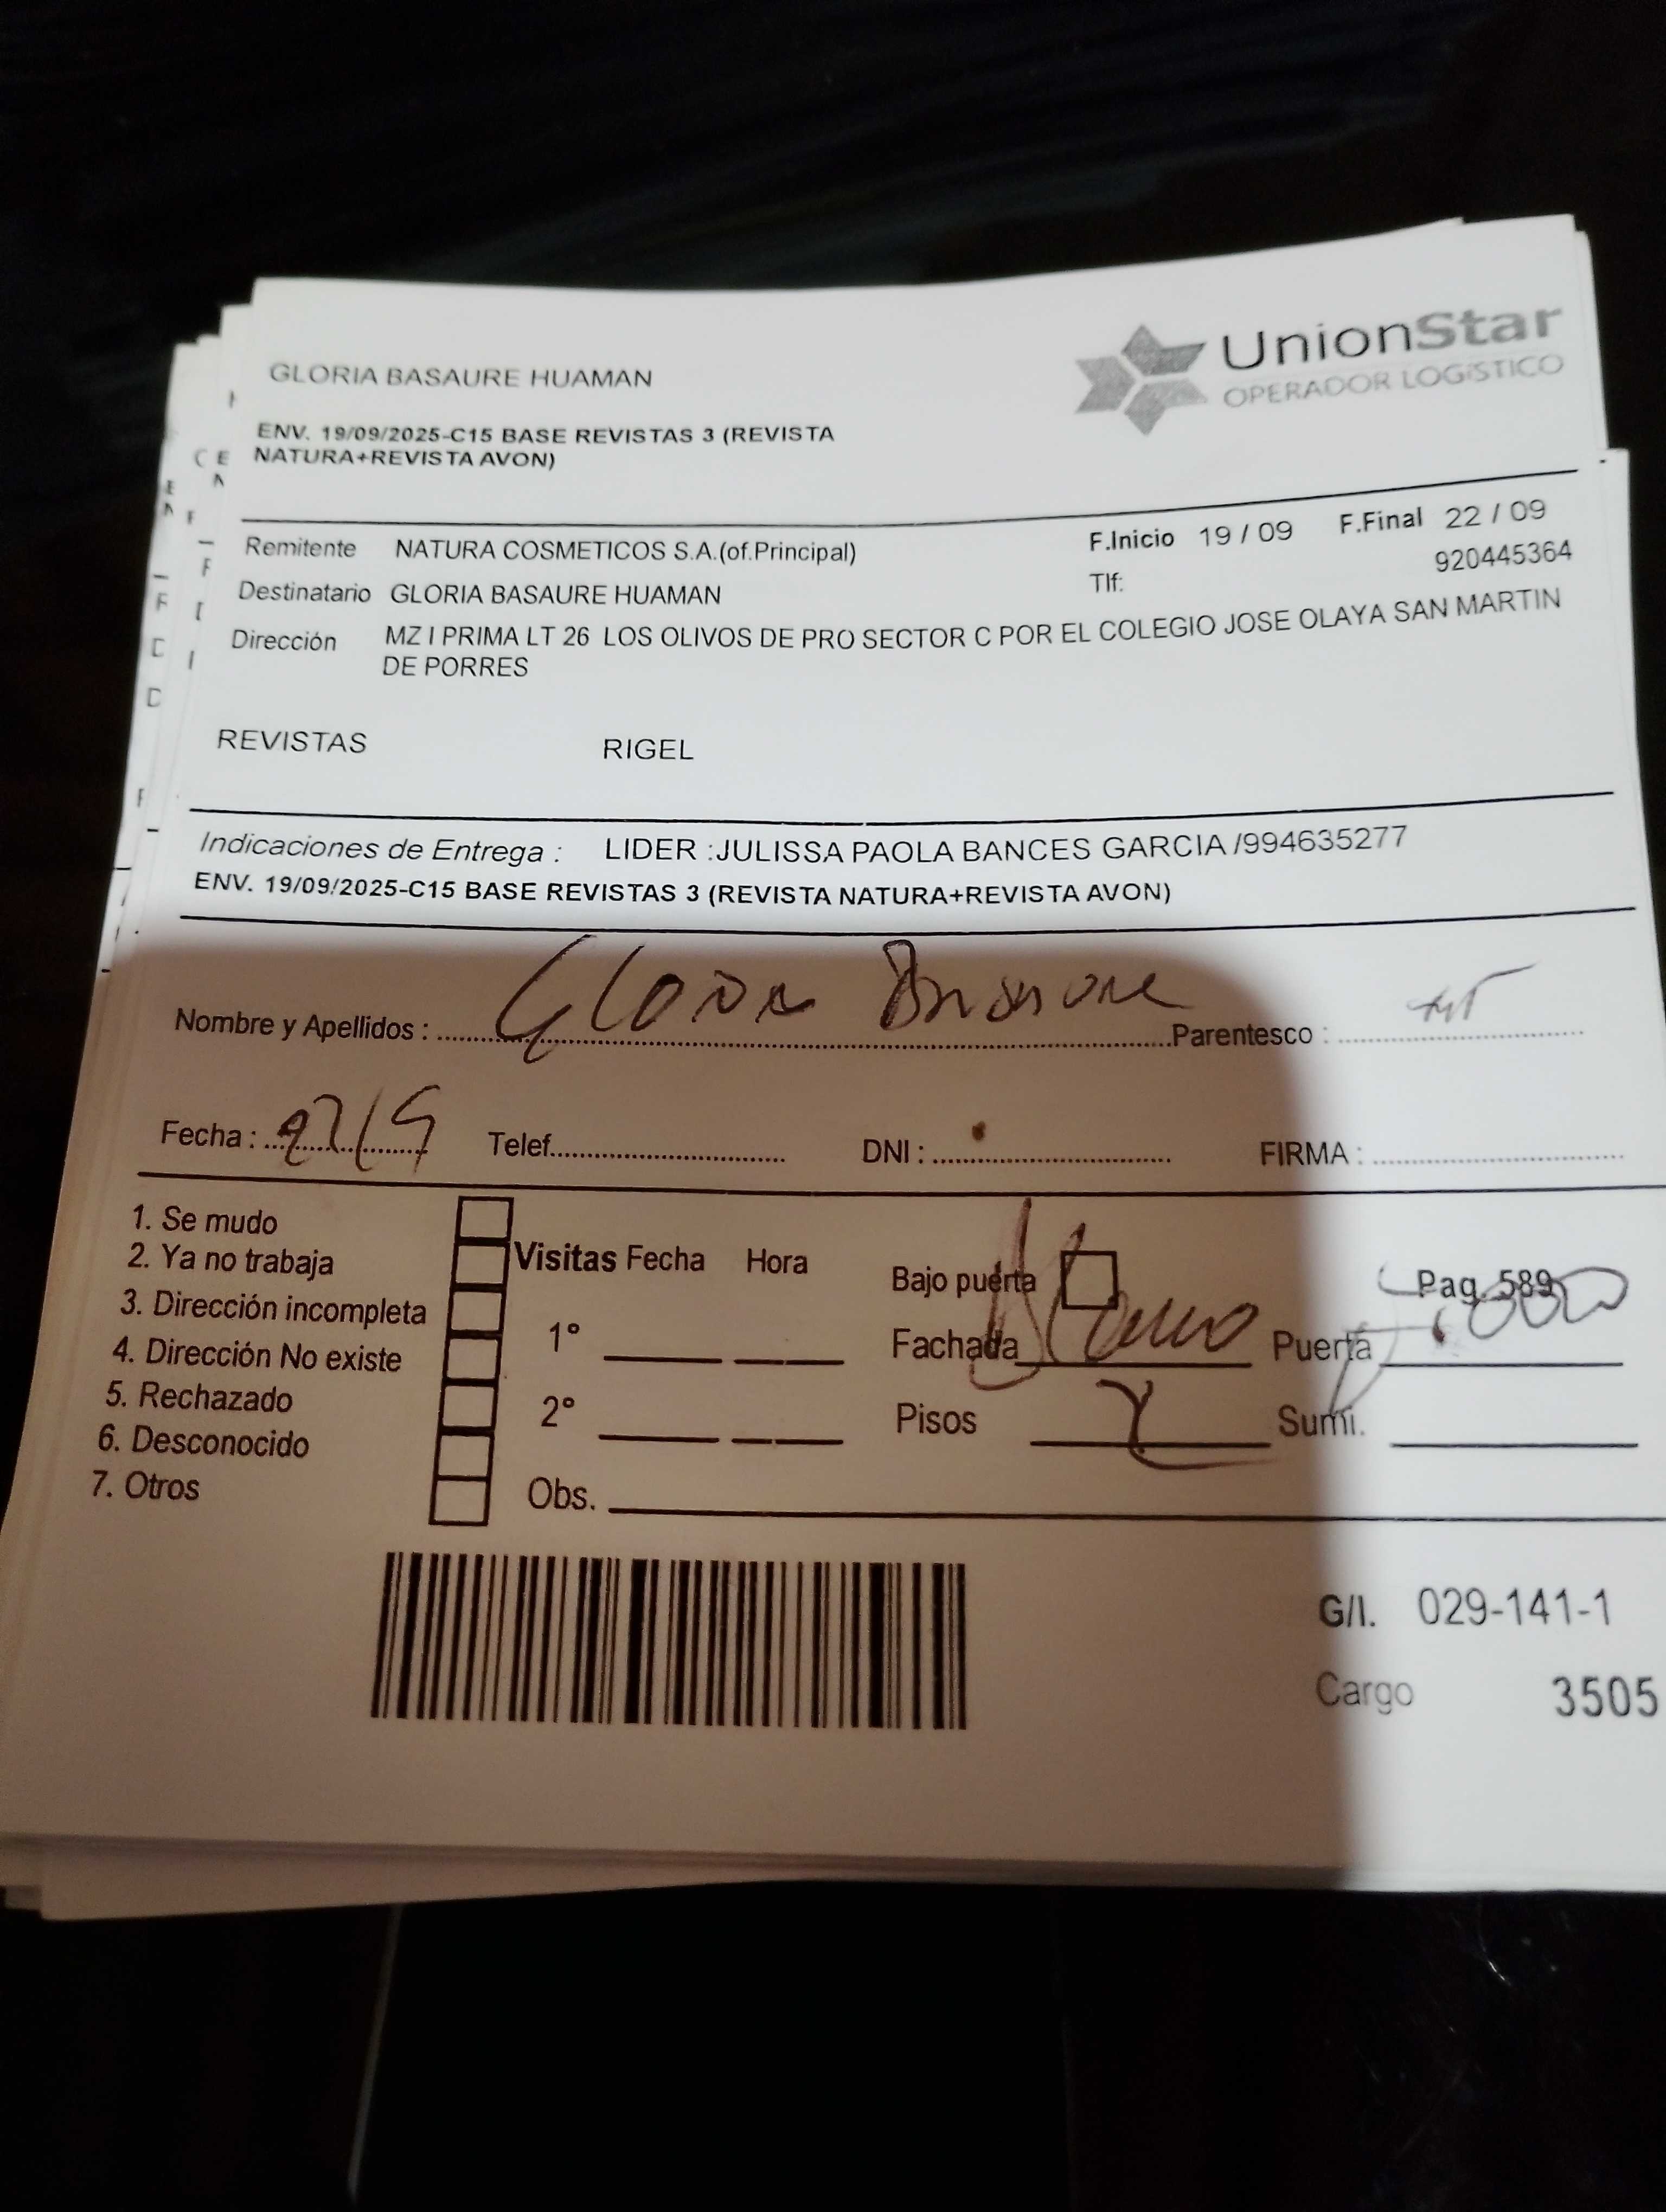 UnionStar
OPERADOR LOGíSTICO
GLORIA BASAURE HUAMAN
ENV. 19/09/2025-C15 BASE REVISTAS 3 (REVISTA
NATURA+REVISTA AVON)
Remitente NATURA COSMETICOS S.A.(of.Principal) F.Inicio 19 / 09 F.Final 22 / 09
Destinatario GLORIA BASAURE HUAMAN Tlf: 920445364
Dirección MZ I PRIMA LT 26 LOS OLIVOS DE PRO SECTOR C POR EL COLEGIO JOSE OLAYA SAN MARTIN
DE PORRES
REVISTAS RIGEL
Indicaciones de Entrega : LIDER :JULISSA PAOLA BANCES GARCIA /994635277
ENV. 19/09/2025-C15 BASE REVISTAS 3 (REVISTA NATURA+REVISTA AVON)
Nombre y Apellidos : Gloria Basaure Parentesco :
Fecha : Telef. DNI : FIRMA :
1. Se mudo
2. Ya no trabaja Visitas Fecha Hora Bajo puerta Pag. 589
3. Dirección incompleta 1° Fachada Puerta
4. Dirección No existe
5. Rechazado 2° Pisos 2 Sumi.
6. Desconocido
7. Otros Obs.
G/I. 029-141-1
Cargo 3505